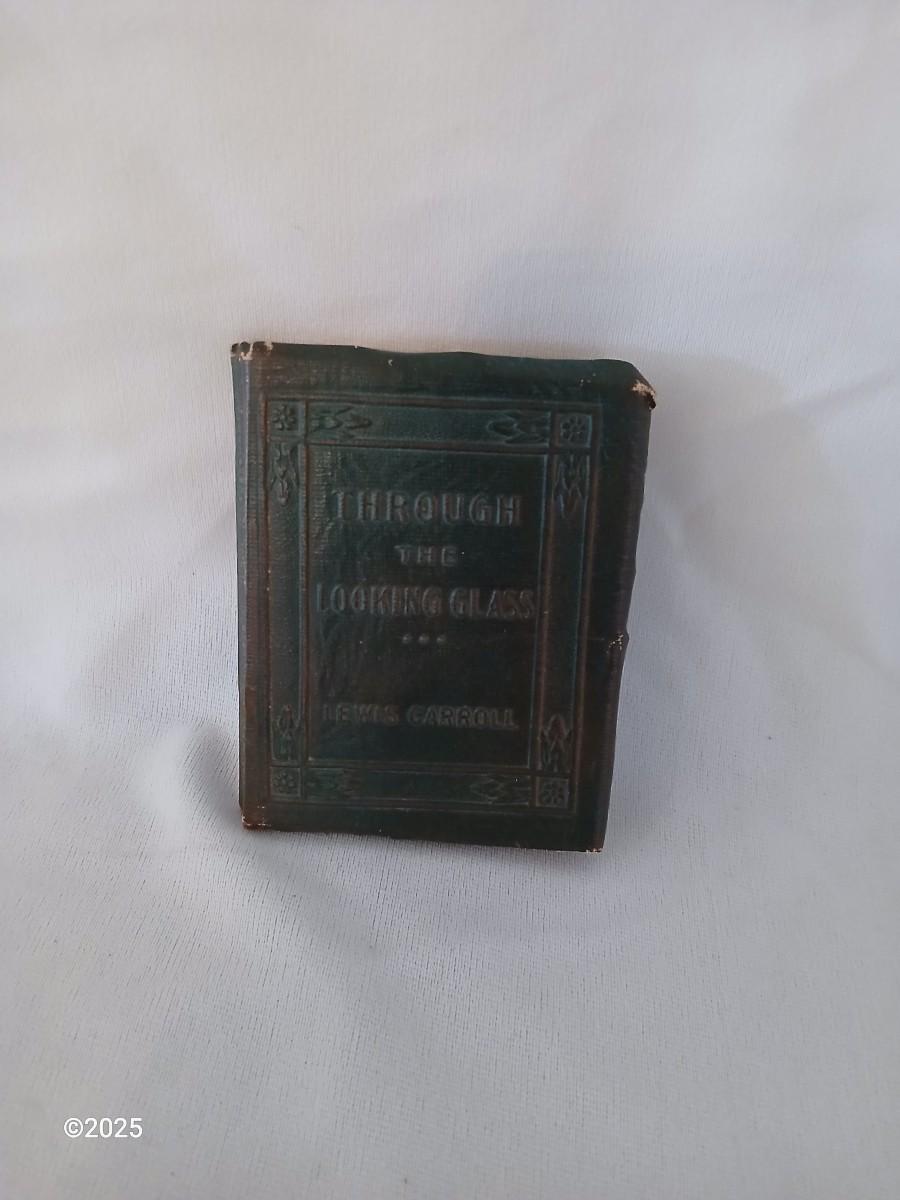 THROUGH
THE
LOOKING GLASS
LEWIS CARROLL
©2025